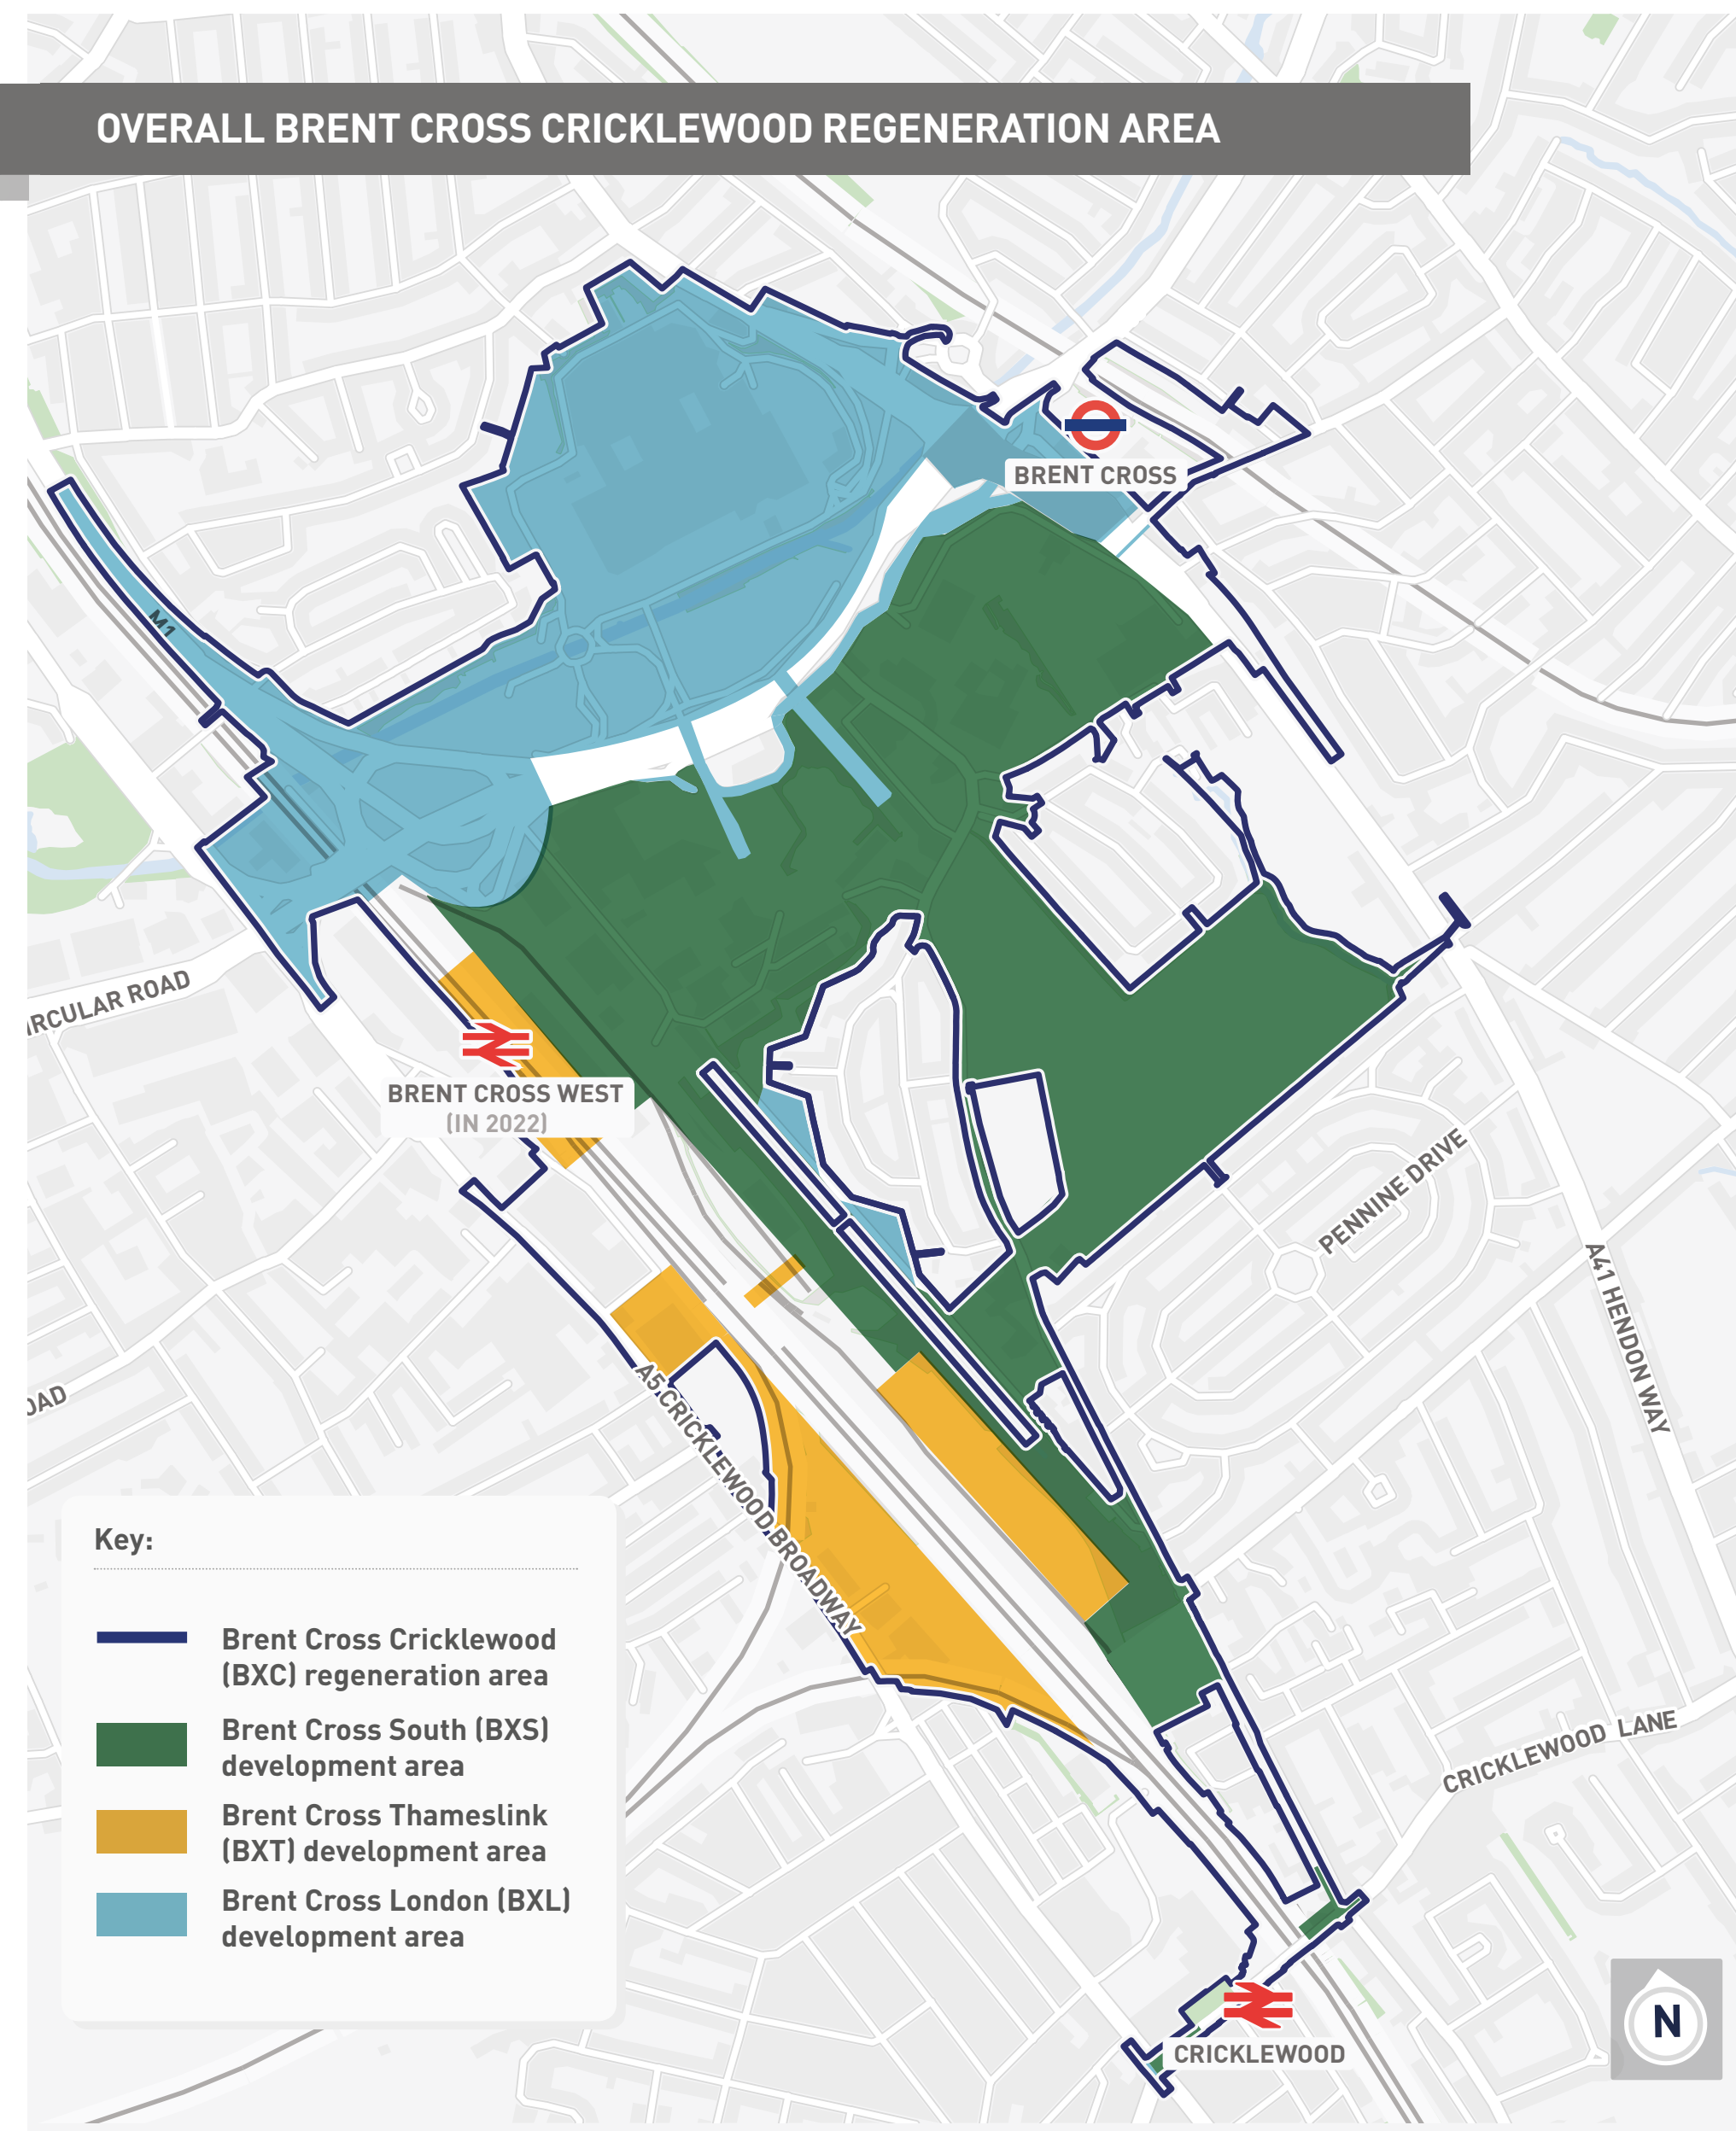 OVERALL BRENT CROSS CRICKLEWOOD REGENERATION AREA
BRENT CROSS
M1
IRCULAR ROAD
BRENT CROSS WEST
(IN 2022)
PENNINE DRIVE
A41 HENDON WAY
OAD
A5 CRICKLEWOOD BROADWAY
Key:
Brent Cross Cricklewood
(BXC) regeneration area
Brent Cross South (BXS)
development area
Brent Cross Thameslink
(BXT) development area
Brent Cross London (BXL)
development area
CRICKLEWOOD LANE
N
CRICKLEWOOD